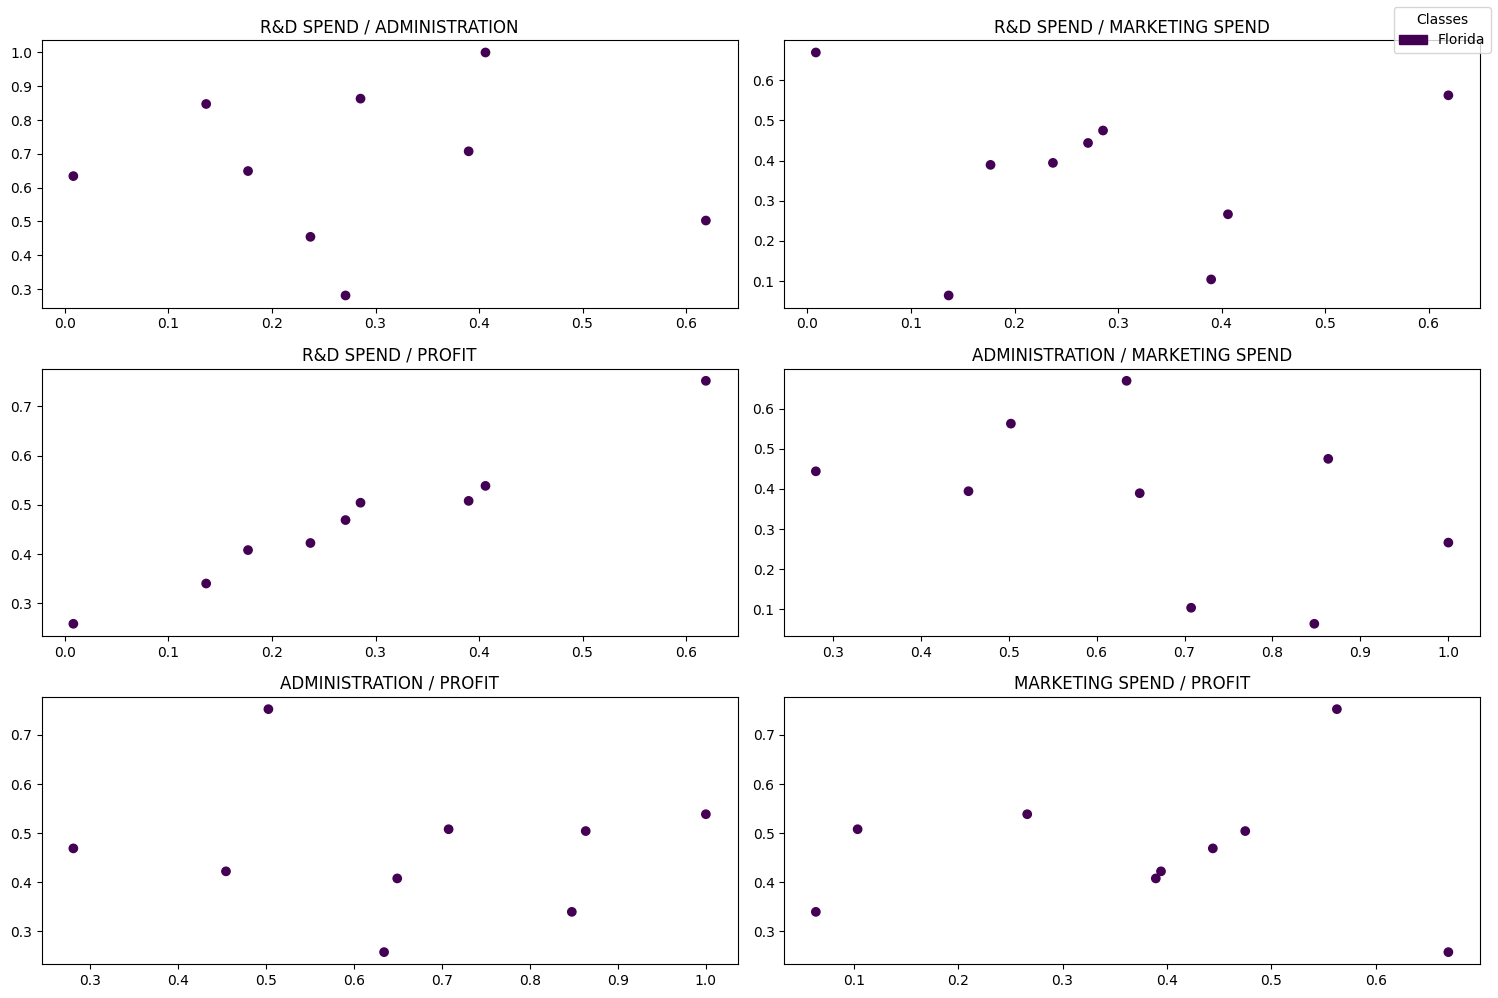 R&D SPEND / ADMINISTRATION
1.0
0.9
0.8
0.7
0.6
0.5
0.4
0.3
0.0 0.1 0.2 0.3 0.4 0.5 0.6
R&D SPEND / MARKETING SPEND
Classes
Florida
0.6
0.5
0.4
0.3
0.2
0.1
0.0 0.1 0.2 0.3 0.4 0.5 0.6
R&D SPEND / PROFIT
0.7
0.6
0.5
0.4
0.3
0.0 0.1 0.2 0.3 0.4 0.5 0.6
ADMINISTRATION / MARKETING SPEND
0.6
0.5
0.4
0.3
0.2
0.1
0.3 0.4 0.5 0.6 0.7 0.8 0.9 1.0
ADMINISTRATION / PROFIT
0.7
0.6
0.5
0.4
0.3
0.3 0.4 0.5 0.6 0.7 0.8 0.9 1.0
MARKETING SPEND / PROFIT
0.7
0.6
0.5
0.4
0.3
0.1 0.2 0.3 0.4 0.5 0.6